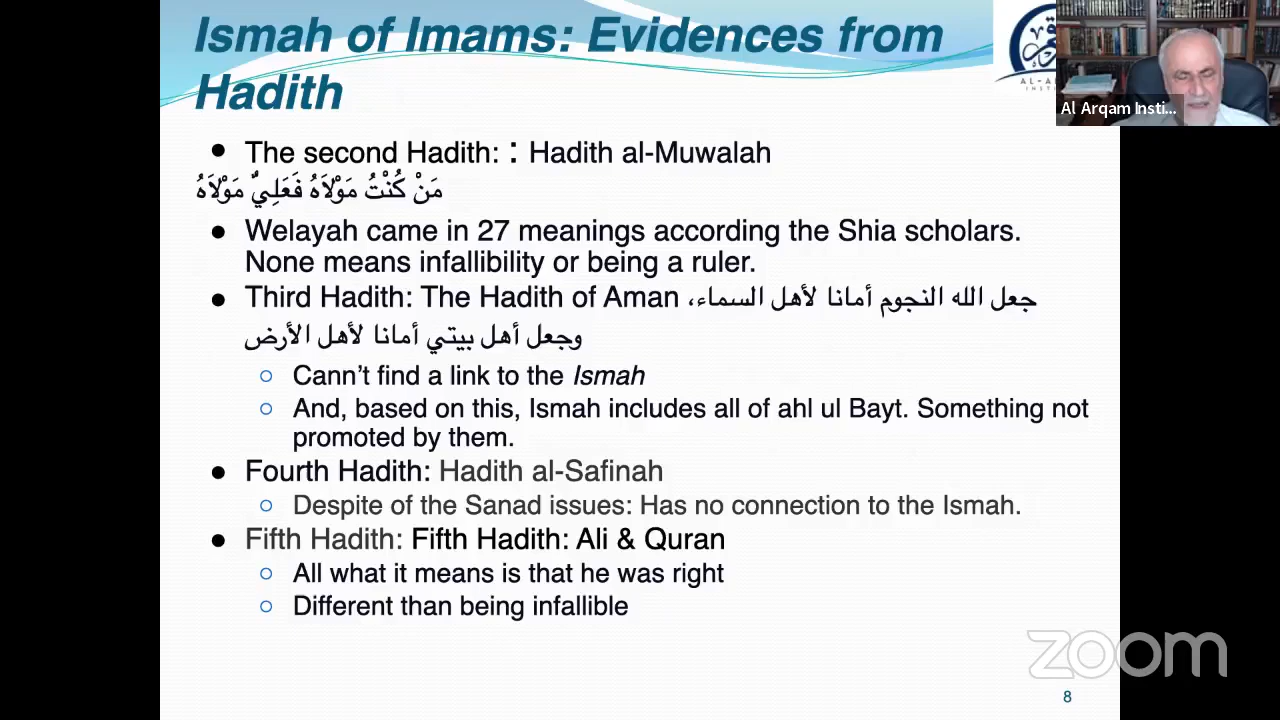 Ismah of Imams: Evidences from
Hadith
Al Arqam Insti...
• The second Hadith: : Hadith al-Muwalah
مَنْ كُنْتُ مَوْلَاهُ فَعَلِيٌّ مَوْلَاهُ
• Welayah came in 27 meanings according the Shia scholars.
None means infallibility or being a ruler.
• Third Hadith: The Hadith of Aman جعل الله النجوم أمانا لأهل السماء،
وجعل أهل بيتي أمانا لأهل الأرض
○ Cann't find a link to the Ismah
○ And, based on this, Ismah includes all of ahl ul Bayt. Something not
promoted by them.
• Fourth Hadith: Hadith al-Safinah
○ Despite of the Sanad issues: Has no connection to the Ismah.
• Fifth Hadith: Fifth Hadith: Ali & Quran
○ All what it means is that he was right
○ Different than being infallible
zoom
8